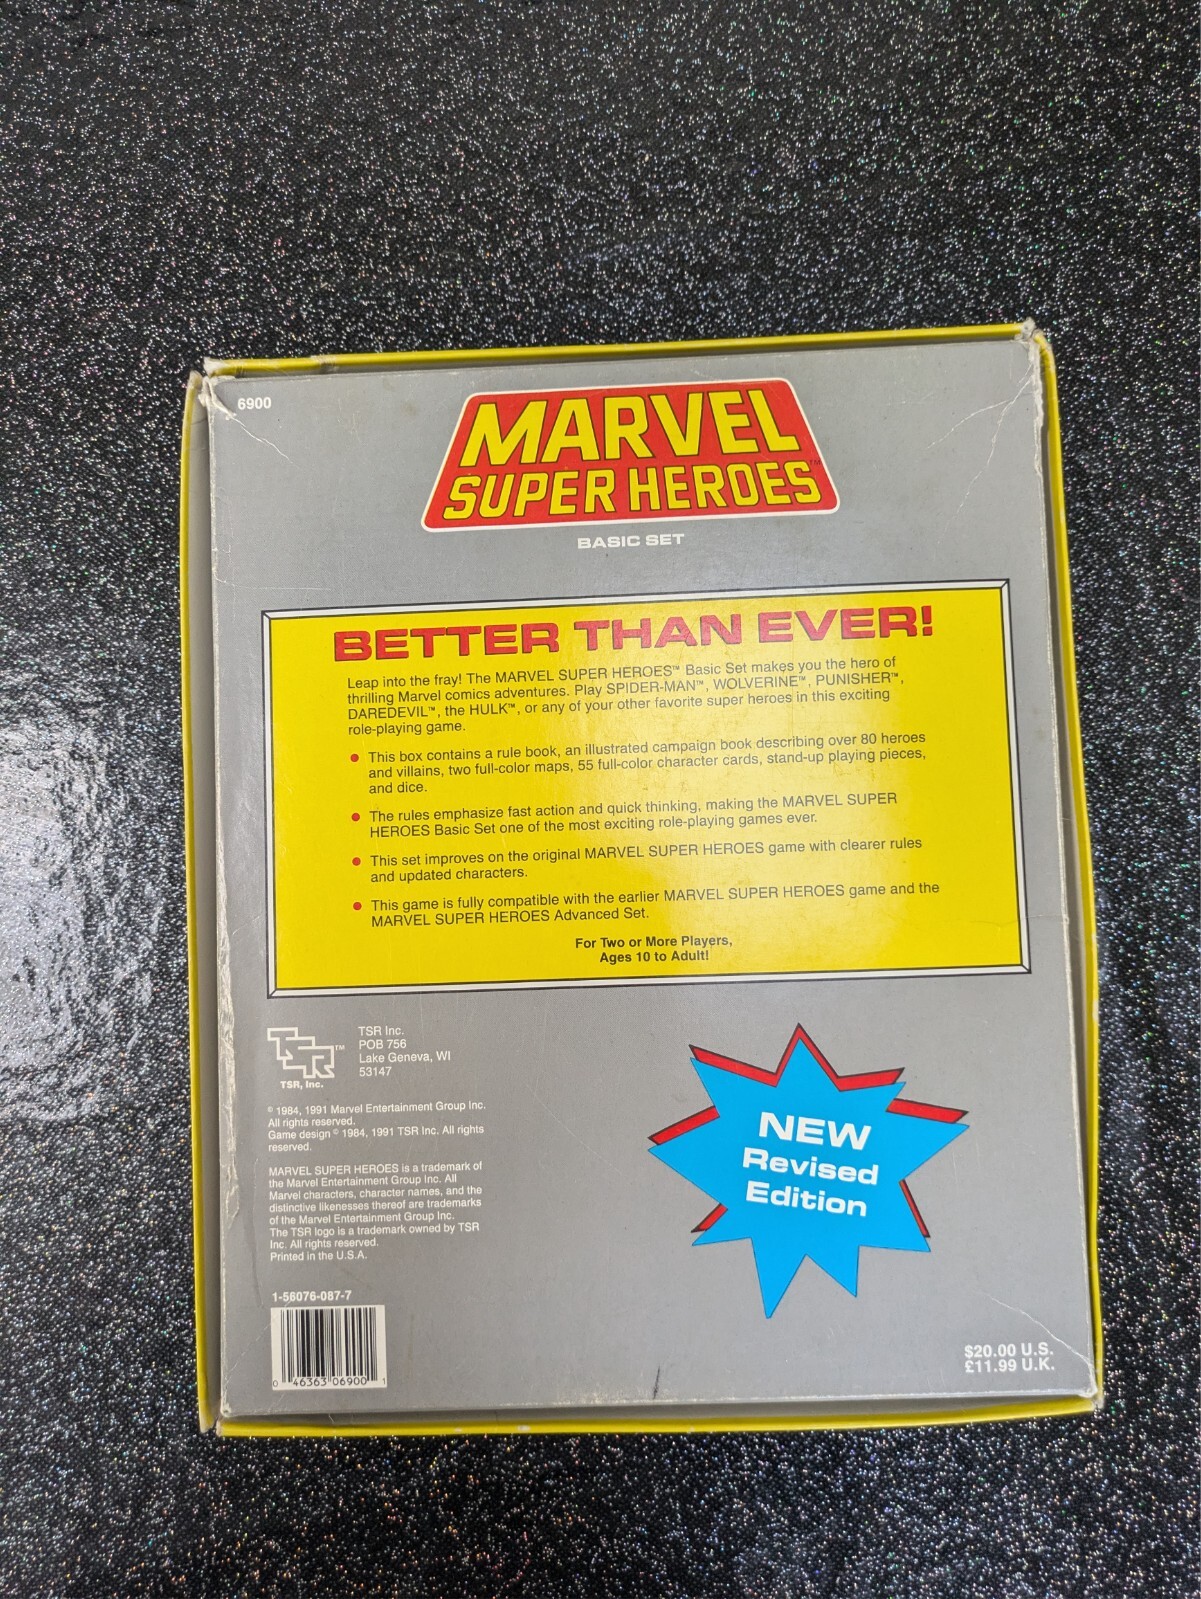 6900
MARVEL
SUPER HEROES™
BASIC SET
BETTER THAN EVER!
Leap into the fray! The MARVEL SUPER HEROES™ Basic Set makes you the hero of
thrilling Marvel comics adventures. Play SPIDER-MAN™, WOLVERINE™, PUNISHER™,
DAREDEVIL™, the HULK™, or any of your other favorite super heroes in this exciting
role-playing game.
• This box contains a rule book, an illustrated campaign book describing over 80 heroes
and villains, two full-color maps, 55 full-color character cards, stand-up playing pieces,
and dice.
• The rules emphasize fast action and quick thinking, making the MARVEL SUPER
HEROES Basic Set one of the most exciting role-playing games ever.
• This set improves on the original MARVEL SUPER HEROES game with clearer rules
and updated characters.
• This game is fully compatible with the earlier MARVEL SUPER HEROES game and the
MARVEL SUPER HEROES Advanced Set.
For Two or More Players,
Ages 10 to Adult!
TSR™
TSR, Inc.
TSR Inc.
POB 756
Lake Geneva, WI
53147
© 1984, 1991 Marvel Entertainment Group Inc.
All rights reserved.
Game design © 1984, 1991 TSR Inc. All rights
reserved.
MARVEL SUPER HEROES is a trademark of
the Marvel Entertainment Group Inc. All
Marvel characters, character names, and the
distinctive likenesses thereof are trademarks
of the Marvel Entertainment Group Inc.
The TSR logo is a trademark owned by TSR
Inc. All rights reserved.
Printed in the U.S.A.
NEW
Revised
Edition
1-56076-087-7
0 46363 06900 1
$20.00 U.S.
£11.99 U.K.